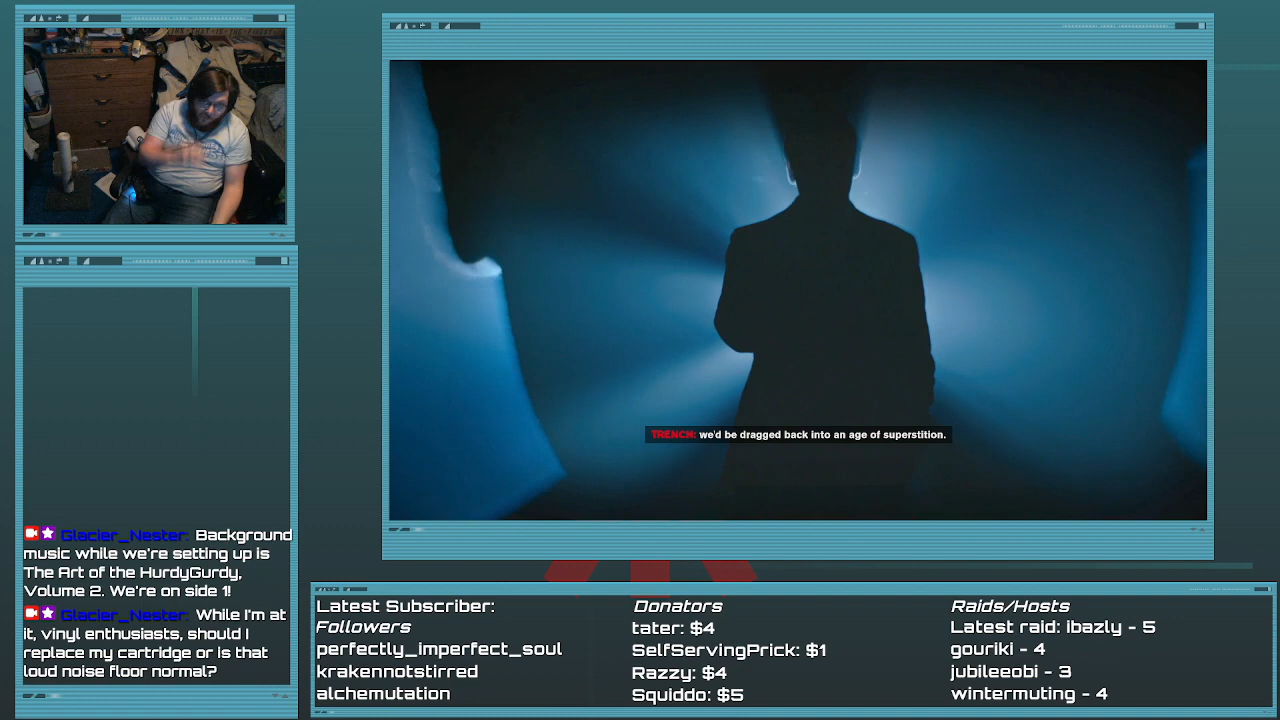 TRENCH: we'd be dragged back into an age of superstition.
Glacier_Nester: Background
music while we're setting up is
The Art of the HurdyGurdy,
Volume 2. We're on side 1!
Glacier_Nester: While I'm at
it, vinyl enthusiasts, should I
replace my cartridge or is that
loud noise floor normal?
Latest Subscriber:
Followers
perfectly_imperfect_soul
krakennotstirred
alchemutation
Donators
tater: $4
SelfServingPrick: $1
Razzy: $4
Squiddo: $5
Raids/Hosts
Latest raid: ibazly - 5
gouriki - 4
jubileeobi - 3
wintermuting - 4